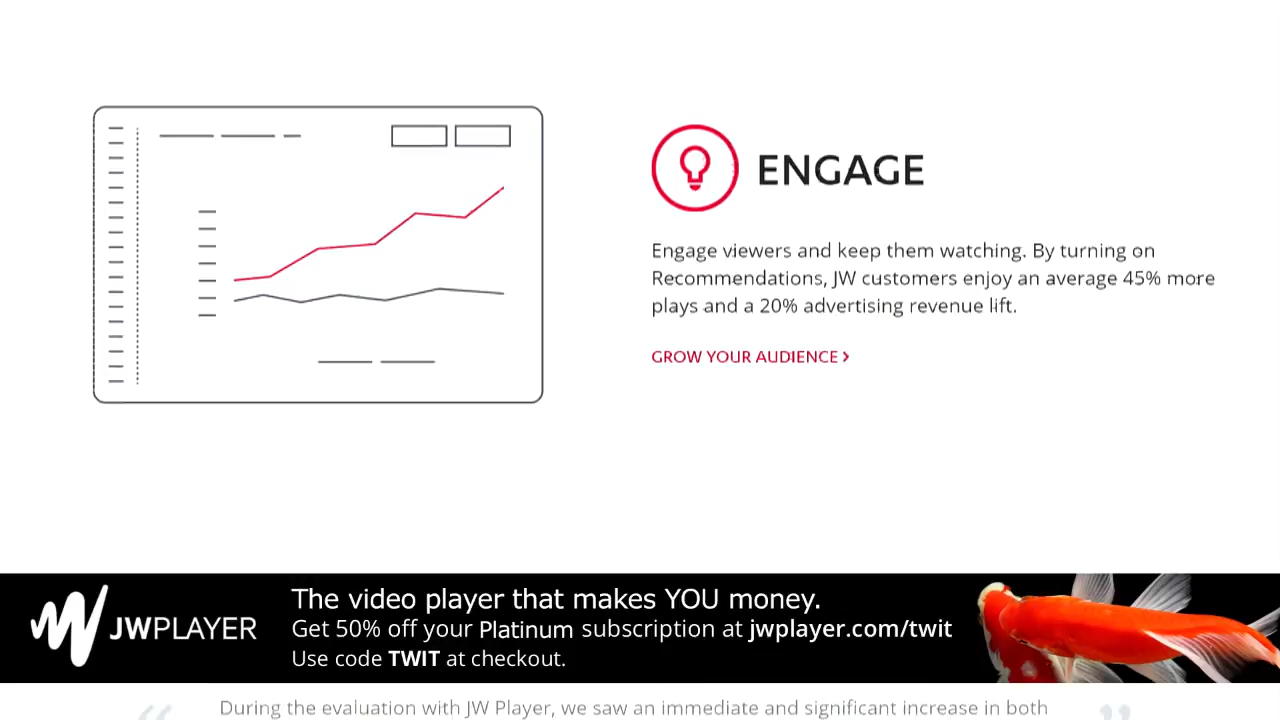 ENGAGE
Engage viewers and keep them watching. By turning on
Recommendations, JW customers enjoy an average 45% more
plays and a 20% advertising revenue lift.
GROW YOUR AUDIENCE >
JWPLAYER
The video player that makes YOU money.
Get 50% off your Platinum subscription at jwplayer.com/twit
Use code TWIT at checkout.
“ During the evaluation with JW Player, we saw an immediate and significant increase in both ”